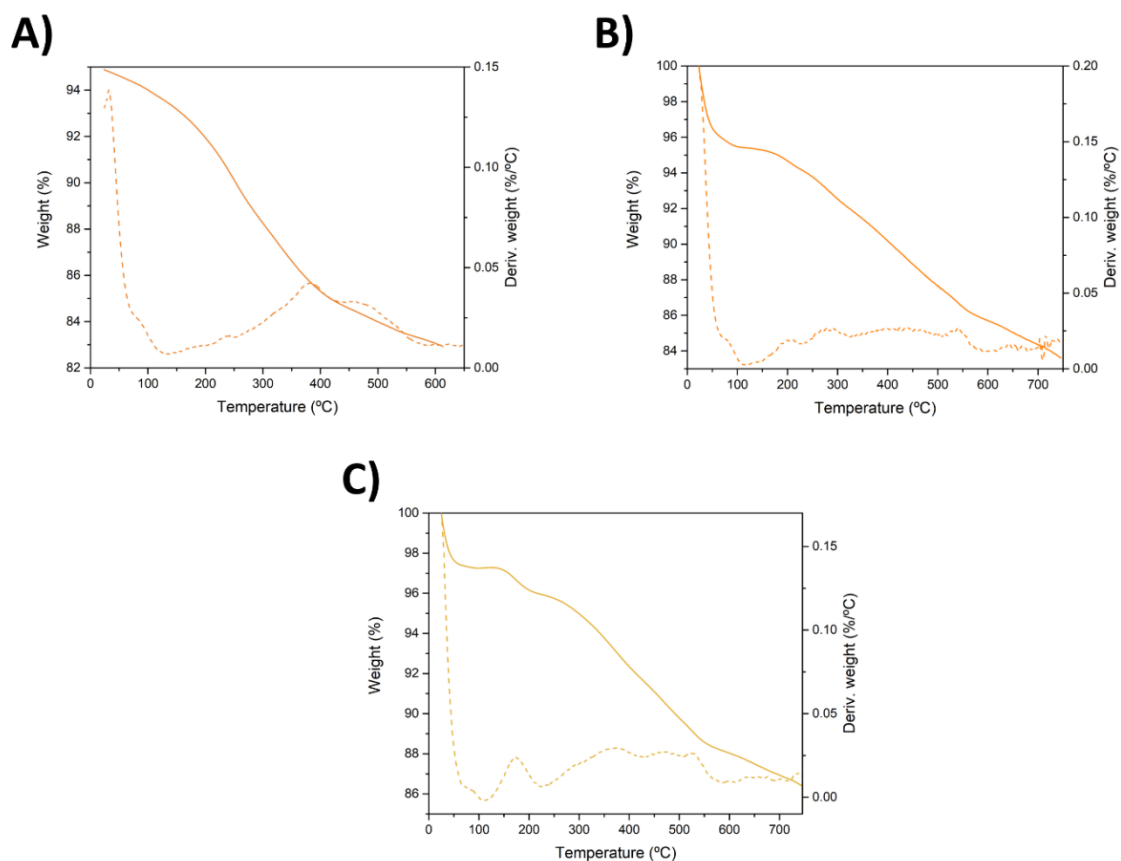 A)
94
92
90
88
86
84
82
Weight (%)
0.15
0.10
0.05
0.00
Deriv. weight (%/ºC)
0 100 200 300 400 500 600
Temperature (ºC)
B)
100
98
96
94
92
90
88
86
84
Weight (%)
0.20
0.15
0.10
0.05
0.00
Deriv. weight (%/ºC)
0 100 200 300 400 500 600 700
Temperature (ºC)
C)
100
98
96
94
92
90
88
86
Weight (%)
0.15
0.10
0.05
0.00
Deriv. weight (%/ºC)
0 100 200 300 400 500 600 700
Temperature (ºC)